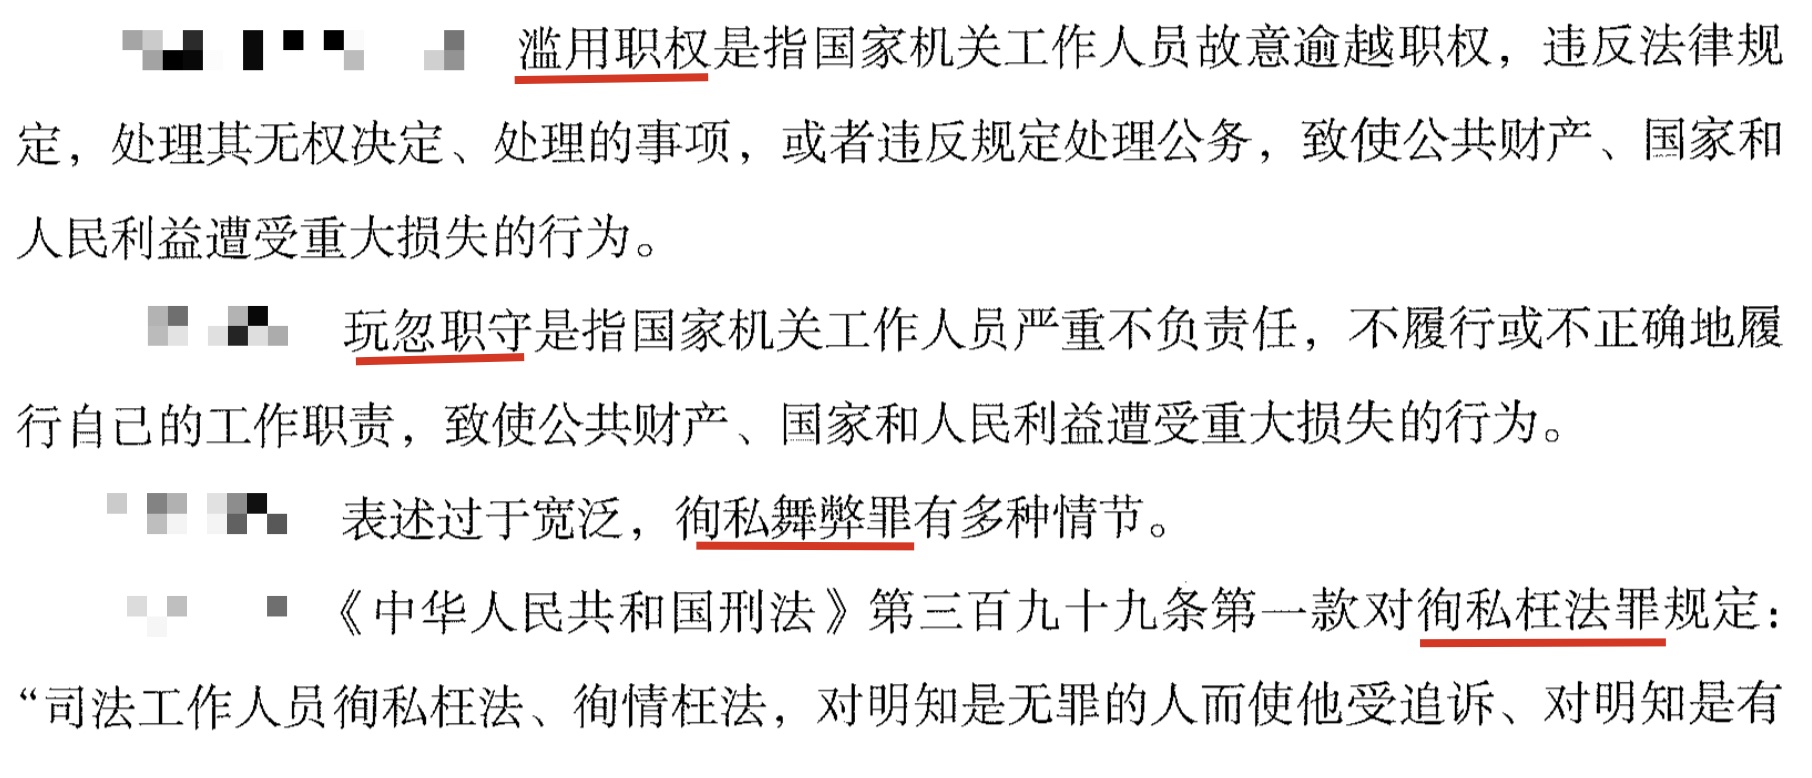 滥用职权是指国家机关工作人员故意逾越职权，违反法律规
定，处理其无权决定、处理的事项，或者违反规定处理公务，致使公共财产、国家和
人民利益遭受重大损失的行为。
玩忽职守是指国家机关工作人员严重不负责任，不履行或不正确地履
行自己的工作职责，致使公共财产、国家和人民利益遭受重大损失的行为。
表述过于宽泛，徇私舞弊罪有多种情节。
《中华人民共和国刑法》第三百九十九条第一款对徇私枉法罪规定：
“司法工作人员徇私枉法、徇情枉法，对明知是无罪的人而使他受追诉、对明知是有